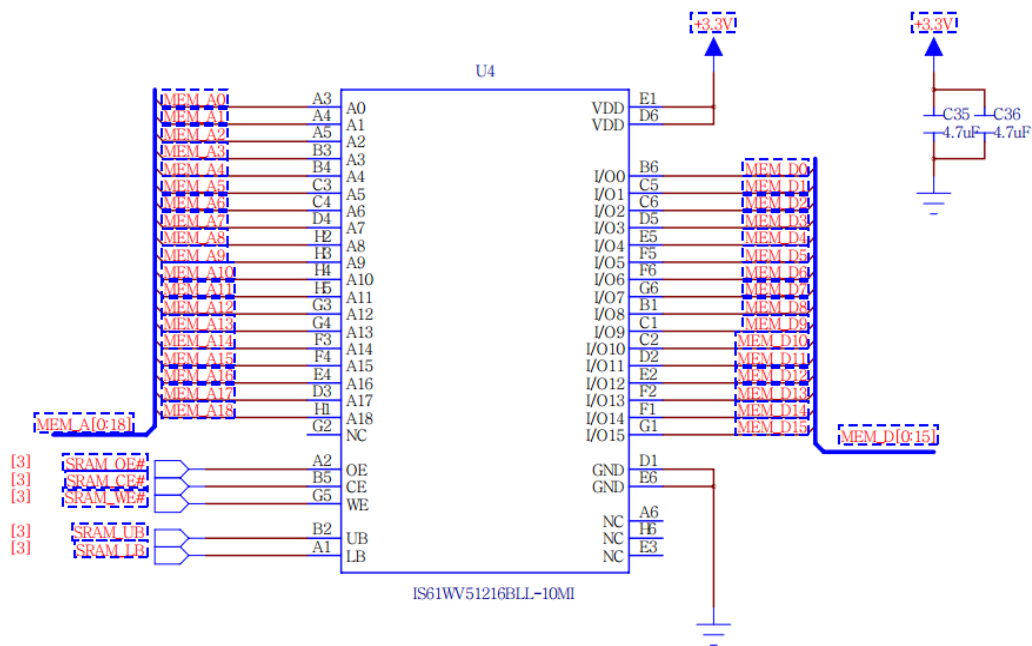 +3.3V +3.3V
U4
MEM_A0 A3 A0 VDD E1
MEM_A1 A4 A1 VDD D6
MEM_A2 A5 A2
MEM_A3 B3 A3
MEM_A4 B4 A4 I/O0 B6 MEM_D0
MEM_A5 C3 A5 I/O1 C5 MEM_D1
MEM_A6 C4 A6 I/O2 C6 MEM_D2
MEM_A7 D4 A7 I/O3 D5 MEM_D3
MEM_A8 H2 A8 I/O4 E5 MEM_D4
MEM_A9 H3 A9 I/O5 F5 MEM_D5
MEM_A10 H4 A10 I/O6 F6 MEM_D6
MEM_A11 H5 A11 I/O7 G6 MEM_D7
MEM_A12 G3 A12 I/O8 B1 MEM_D8
MEM_A13 G4 A13 I/O9 C1 MEM_D9
MEM_A14 F3 A14 I/O10 C2 MEM_D10
MEM_A15 F4 A15 I/O11 D2 MEM_D11
MEM_A16 E4 A16 I/O12 E2 MEM_D12
MEM_A17 D3 A17 I/O13 F2 MEM_D13
MEM_A18 H1 A18 I/O14 F1 MEM_D14
G2 NC I/O15 G1 MEM_D15
MEM_A[0:18] MEM_D[0:15]
[3] SRAM_OE# A2 OE GND D1
[3] SRAM_CE# B5 CE GND E6
[3] SRAM_WE# G5 WE
NC A6
[3] SRAM_UB B2 UB NC H6
[3] SRAM_LB A1 LB NC E3
IS61WV51216BLL-10MI
C35 C36
4.7uF 4.7uF